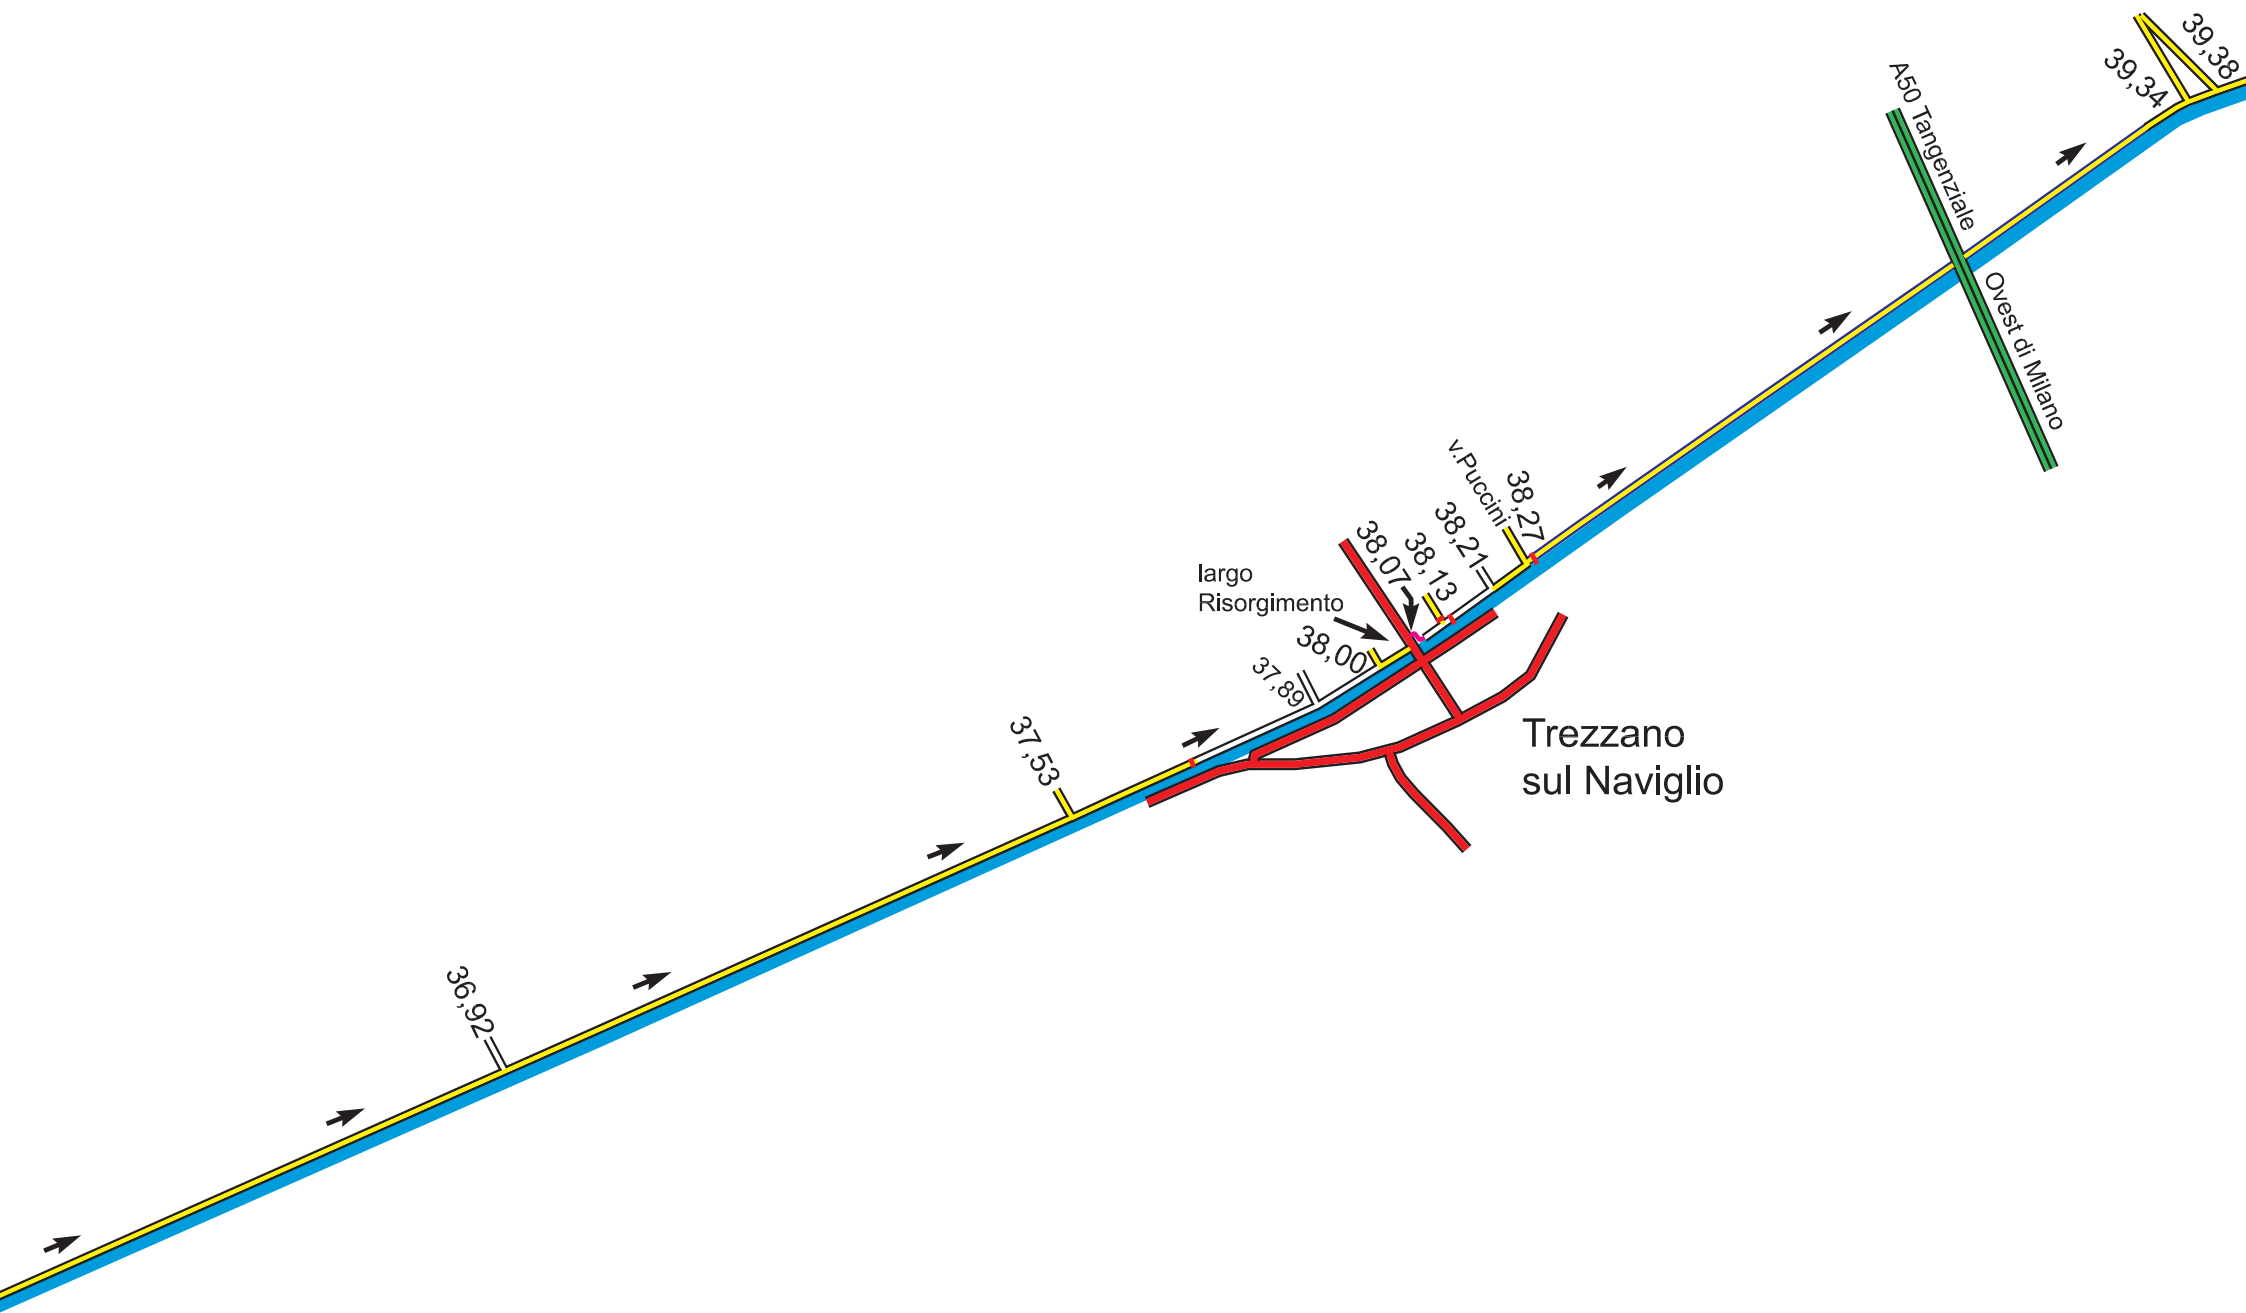 39,38
39,34
A50 Tangenziale
Ovest di Milano
v.Puccini
38,27
38,21
38,13
38,07
largo
Risorgimento
38,00
37,89
37,53
Trezzano
sul Naviglio
36,92